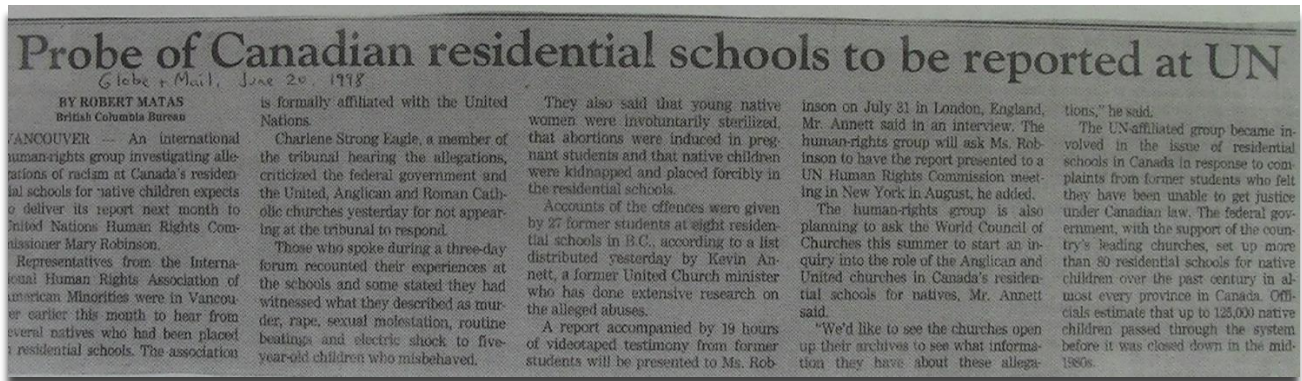 Probe of Canadian residential schools to be reported at UN
Globe + Mail, June 20, 1998
BY ROBERT MATAS
British Columbia Bureau
VANCOUVER — An international
human-rights group investigating alle-
gations of racism at Canada's residen-
tial schools for native children expects
to deliver its report next month to
United Nations Human Rights Com-
missioner Mary Robinson.
Representatives from the Interna-
tional Human Rights Association of
American Minorities were in Vancou-
ver earlier this month to hear from
several natives who had been placed
in residential schools. The association
is formally affiliated with the United
Nations.
Charlene Strong Eagle, a member of
the tribunal hearing the allegations,
criticized the federal government and
the United, Anglican and Roman Cath-
olic churches yesterday for not appear-
ing at the tribunal to respond.
Those who spoke during a three-day
forum recounted their experiences at
the schools and some stated they had
witnessed what they described as mur-
der, rape, sexual molestation, routine
beatings and electric shock to five-
year-old children who misbehaved.
They also said that young native
women were involuntarily sterilized,
that abortions were induced in preg-
nant students and that native children
were kidnapped and placed forcibly in
the residential schools.
Accounts of the offences were given
by 27 former students at eight residen-
tial schools in B.C., according to a list
distributed yesterday by Kevin An-
nett, a former United Church minister
who has done extensive research on
the alleged abuses.
A report accompanied by 19 hours
of videotaped testimony from former
students will be presented to Ms. Rob-
inson on July 31 in London, England,
Mr. Annett said in an interview. The
human-rights group will ask Ms. Rob-
inson to have the report presented to a
UN Human Rights Commission meet-
ing in New York in August, he added.
The human-rights group is also
planning to ask the World Council of
Churches this summer to start an in-
quiry into the role of the Anglican and
United churches in Canada's residen-
tial schools for natives, Mr. Annett
said.
"We'd like to see the churches open
up their archives to see what informa-
tion they have about these allega-
tions," he said.
The UN-affiliated group became in-
volved in the issue of residential
schools in Canada in response to com-
plaints from former students who felt
they have been unable to get justice
under Canadian law. The federal gov-
ernment, with the support of the coun-
try's leading churches, set up more
than 80 residential schools for native
children over the past century in al-
most every province in Canada. Offi-
cials estimate that up to 125,000 native
children passed through the system
before it was closed down in the mid-
1980s.